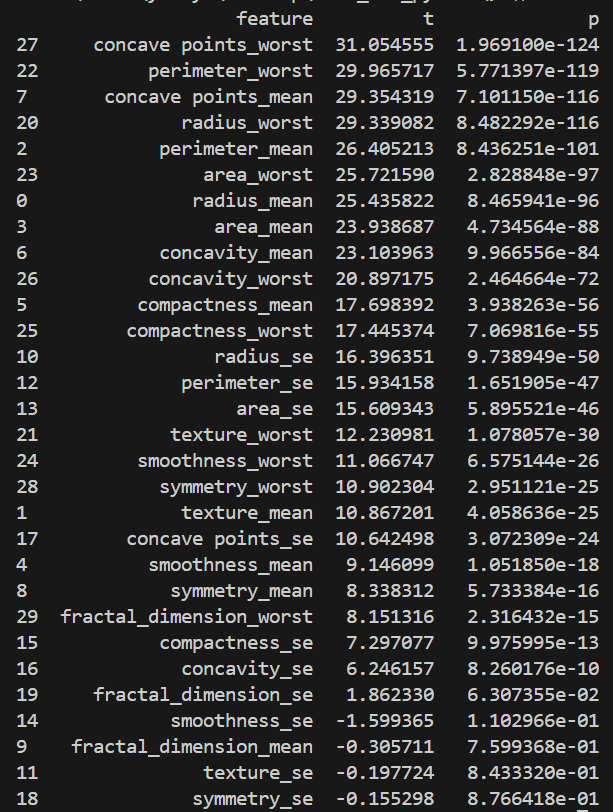 feature t p
27 concave points_worst 31.054555 1.969100e-124
22 perimeter_worst 29.965717 5.771397e-119
7 concave points_mean 29.354319 7.101150e-116
20 radius_worst 29.339082 8.482292e-116
2 perimeter_mean 26.405213 8.436251e-101
23 area_worst 25.721590 2.828848e-97
0 radius_mean 25.435822 8.465941e-96
3 area_mean 23.938687 4.734564e-88
6 concavity_mean 23.103963 9.966556e-84
26 concavity_worst 20.897175 2.464664e-72
5 compactness_mean 17.698392 3.938263e-56
25 compactness_worst 17.445374 7.069816e-55
10 radius_se 16.396351 9.738949e-50
12 perimeter_se 15.934158 1.651905e-47
13 area_se 15.609343 5.895521e-46
21 texture_worst 12.230981 1.078057e-30
24 smoothness_worst 11.066747 6.575144e-26
28 symmetry_worst 10.902304 2.951121e-25
1 texture_mean 10.867201 4.058636e-25
17 concave points_se 10.642498 3.072309e-24
4 smoothness_mean 9.146099 1.051850e-18
8 symmetry_mean 8.338312 5.733384e-16
29 fractal_dimension_worst 8.151316 2.316432e-15
15 compactness_se 7.297077 9.975995e-13
16 concavity_se 6.246157 8.260176e-10
19 fractal_dimension_se 1.862330 6.307355e-02
14 smoothness_se -1.599365 1.102966e-01
9 fractal_dimension_mean -0.305711 7.599368e-01
11 texture_se -0.197724 8.433320e-01
18 symmetry_se -0.155298 8.766418e-01